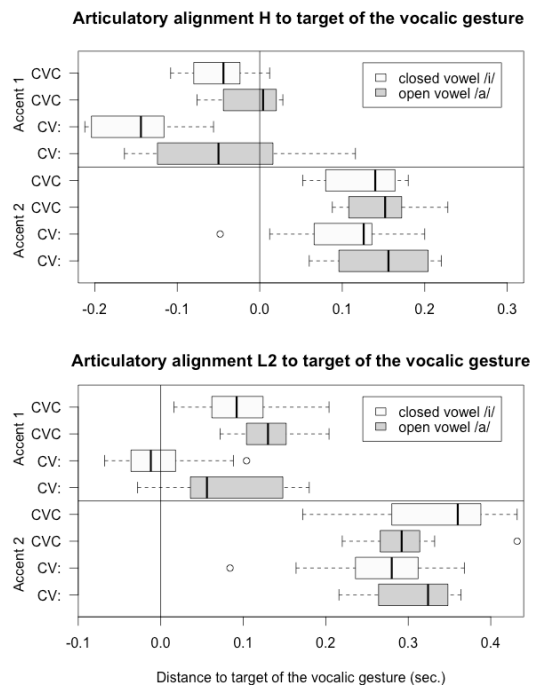 Articulatory alignment H to target of the vocalic gesture
closed vowel /i/
open vowel /a/
Accent 1
CVC
CVC
CV:
CV:
Accent 2
CVC
CVC
CV:
CV:
-0.2 -0.1 0.0 0.1 0.2 0.3
Articulatory alignment L2 to target of the vocalic gesture
closed vowel /i/
open vowel /a/
Accent 1
CVC
CVC
CV:
CV:
Accent 2
CVC
CVC
CV:
CV:
-0.1 0.0 0.1 0.2 0.3 0.4
Distance to target of the vocalic gesture (sec.)